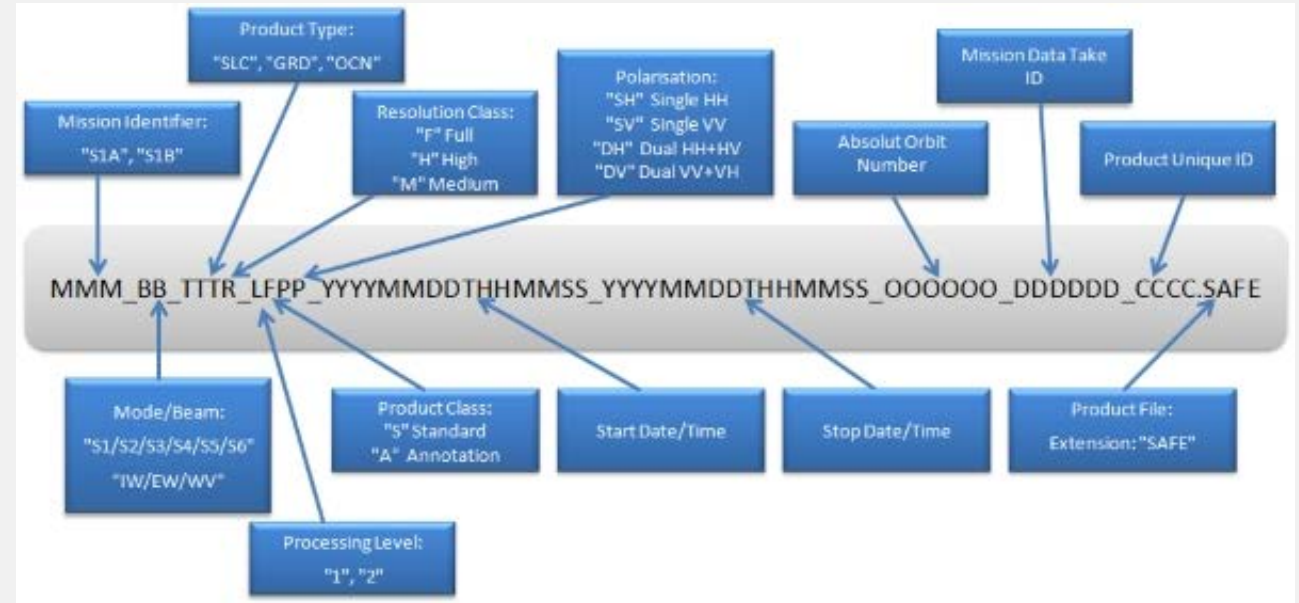 Product Type:
"SLC", "GRD", "OCN"
Mission Data Take
ID
Polarisation:
"SH" Single HH
"SV" Single VV
"DH" Dual HH+HV
"DV" Dual VV+VH
Mission Identifier:
"S1A", "S1B"
Resolution Class:
"F" Full
"H" High
"M" Medium
Absolut Orbit
Number
Product Unique ID
MMM_BB_TTTR_LFPP_YYYYMMDDTHHMMSS_YYYYMMDDTHHMMSS_OOOOOO_DDDDDD_CCCC.SAFE
Mode/Beam:
"S1/S2/S3/S4/S5/S6"
"IW/EW/WV"
Product Class:
"S" Standard
"A" Annotation
Start Date/Time
Stop Date/Time
Product File:
Extension: "SAFE"
Processing Level:
"1", "2"